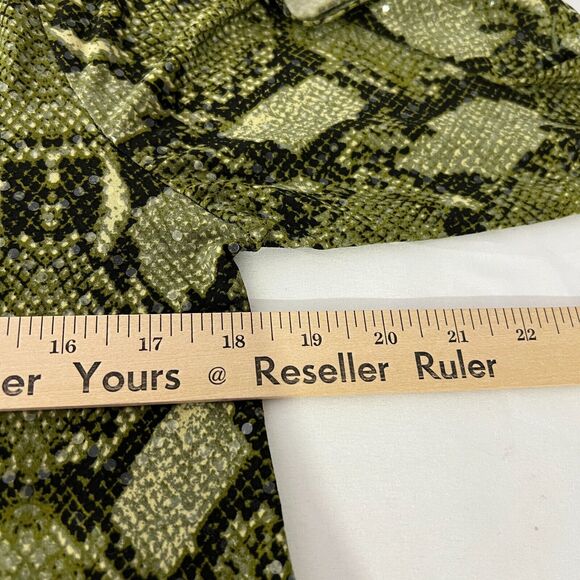 16 17 18 19 20 21 22
er Yours @ Reseller Ruler